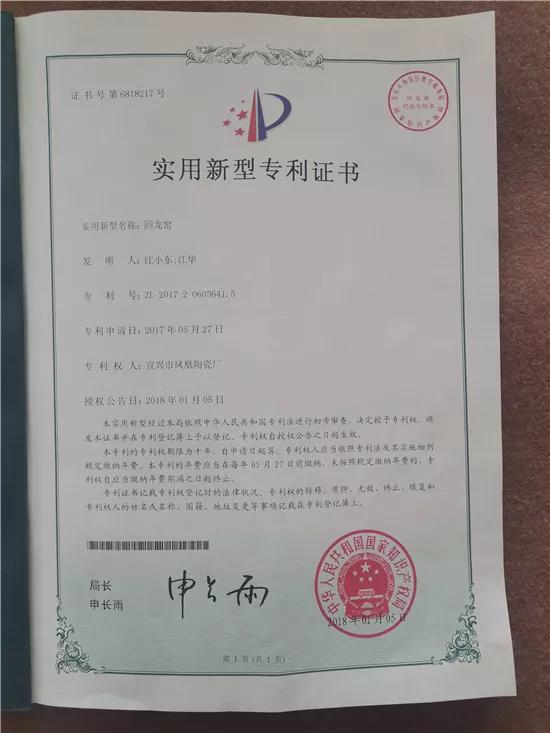 证书号第6818217号
实用新型专利证书
实用新型名称：回龙窑
发 明 人：江小东;江华
专 利 号：ZL 2017 2 0603641.5
专利申请日：2017年05月27日
专 利 权 人：宜兴市凤凰陶瓷厂
授权公告日：2018年01月05日
本实用新型经过本局依照中华人民共和国专利法进行初步审查，决定授予专利权，颁
发本证书并在专利登记簿上予以登记。专利权自授权公告之日起生效。
本专利的专利权期限为十年，自申请日起算。专利权人应当依照专利法及其实施细则
规定缴纳年费。本专利的年费应当在每年05月27日前缴纳。未按照规定缴纳年费的，专
利权自应当缴纳年费期满之日起终止。
专利证书记载专利权登记时的法律状况。专利权的转移、质押、无效、终止、恢复和
专利权人的姓名或名称、国籍、地址变更等事项记载在专利登记簿上。
局长
申长雨
申长雨
中华人民共和国国家知识产权局
2018年01月05日
第1页(共1页)